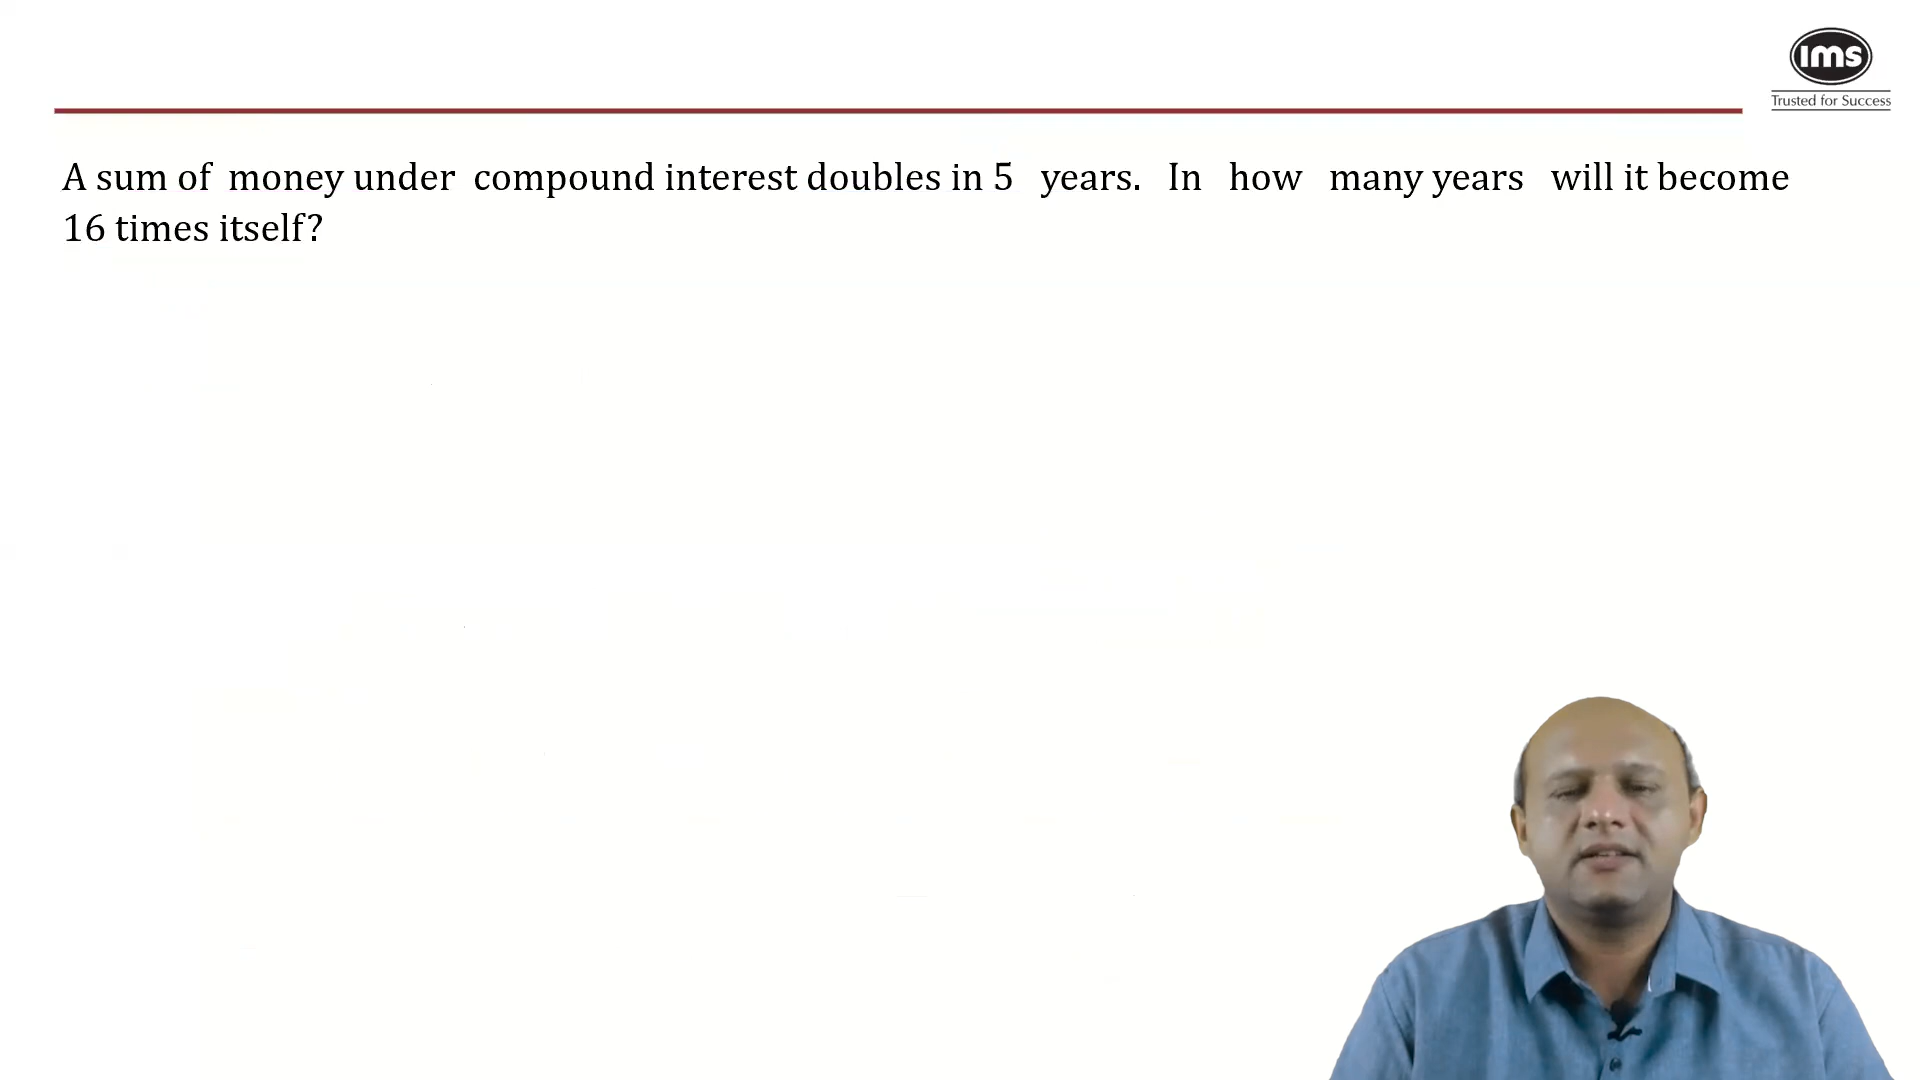 ims
Trusted for Success
A sum of money under compound interest doubles in 5 years. In how many years will it become
16 times itself?